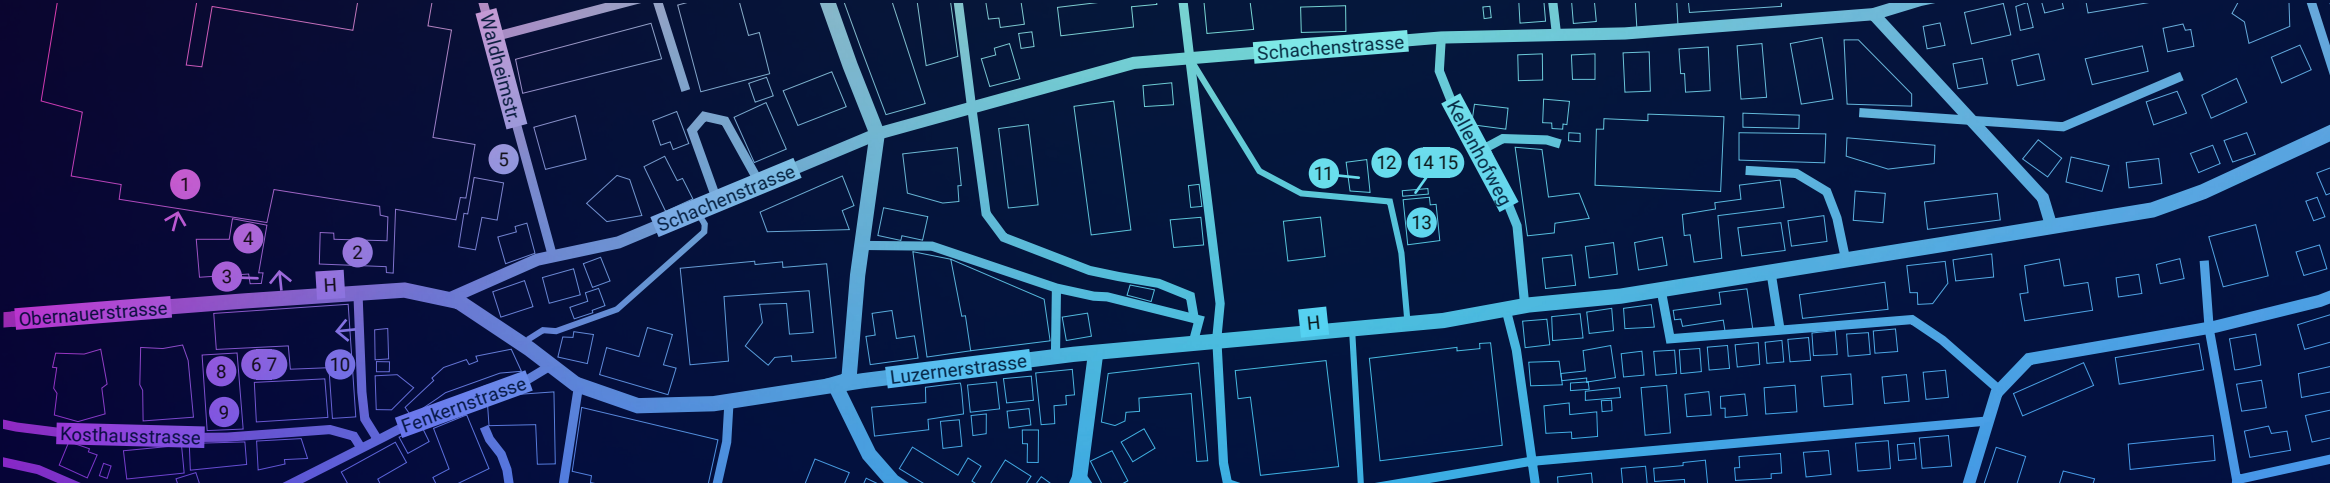 Waldheimstr.
Schachenstrasse
Kellenhofweg
5
11
12
14 15
1
Schachenstrasse
13
4
2
3
H
Obernauerstrasse
H
8
6 7
10
Luzernerstrasse
9
Fenkernstrasse
Kosthausstrasse